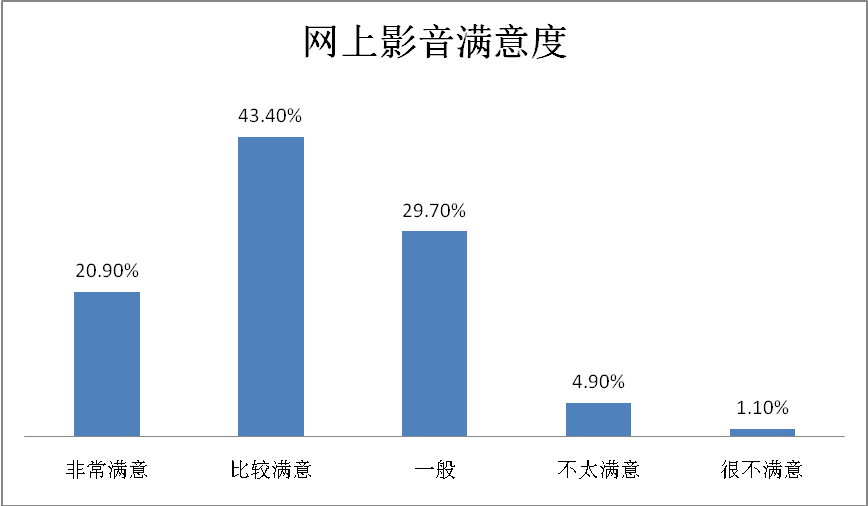 网上影音满意度
43.40%
29.70%
20.90%
4.90%
1.10%
非常满意 比较满意 一般 不太满意 很不满意